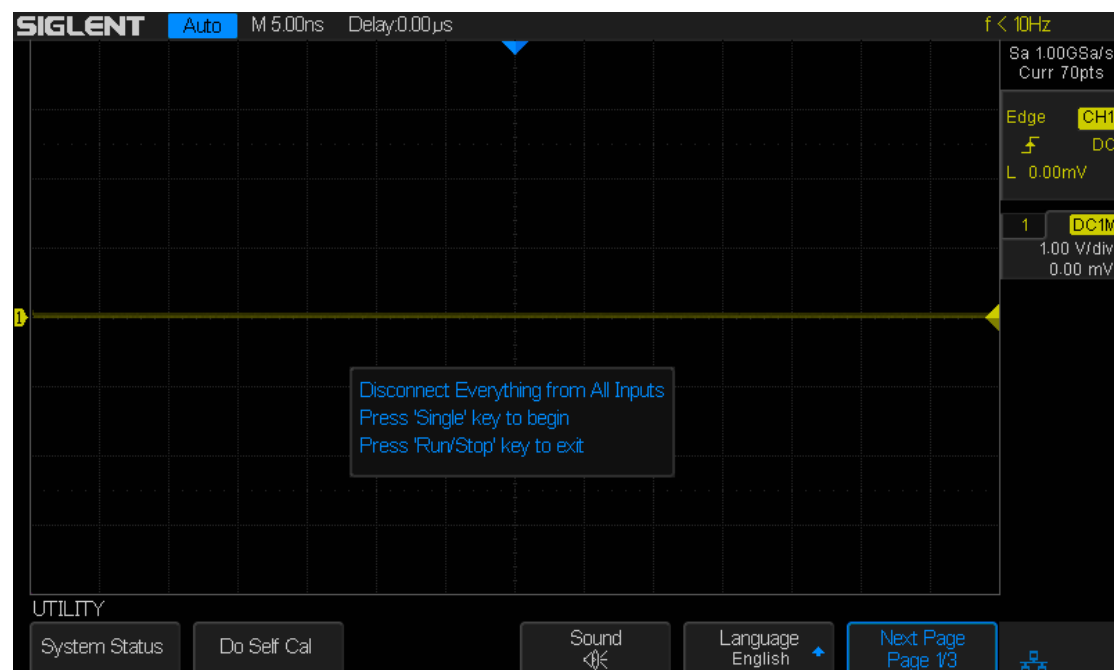 SIGLENT Auto M 5.00ns Delay:0.00µs f < 10Hz
Sa 1.00GSa/s
Curr 70pts
Edge CH1
DC
L 0.00mV
1 DC1M
1.00 V/div
0.00 mV
1
Disconnect Everything from All Inputs
Press 'Single' key to begin
Press 'Run/Stop' key to exit
UTILITY
System Status Do Self Cal Sound Language Next Page
English Page 1/3